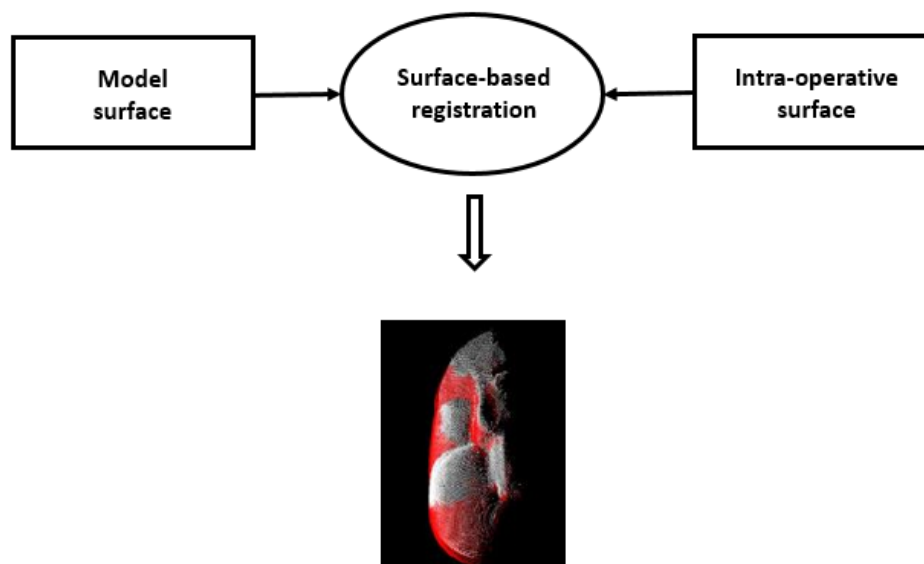 Model
surface
Surface-based
registration
Intra-operative
surface